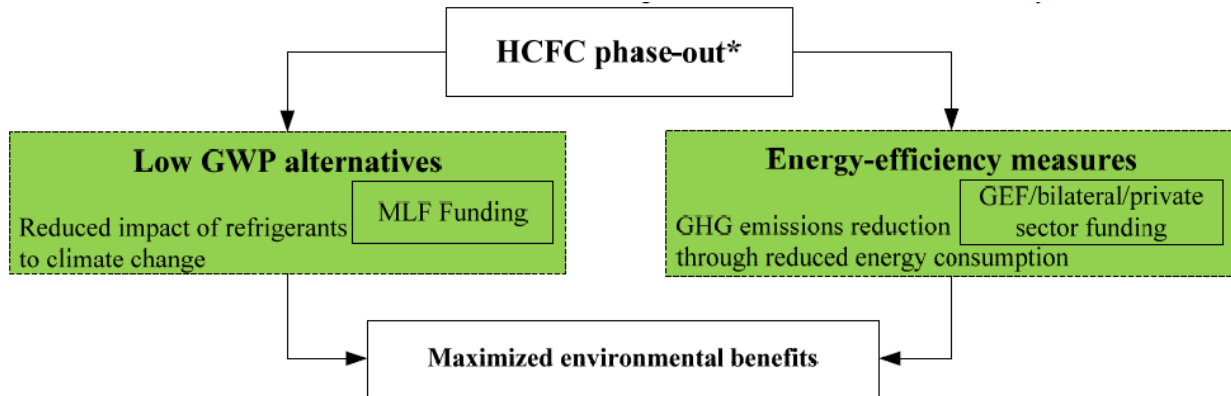 HCFC phase-out*
Low GWP alternatives
MLF Funding
Reduced impact of refrigerants
to climate change
Energy-efficiency measures
GEF/bilateral/private
sector funding
GHG emissions reduction
through reduced energy consumption
Maximized environmental benefits